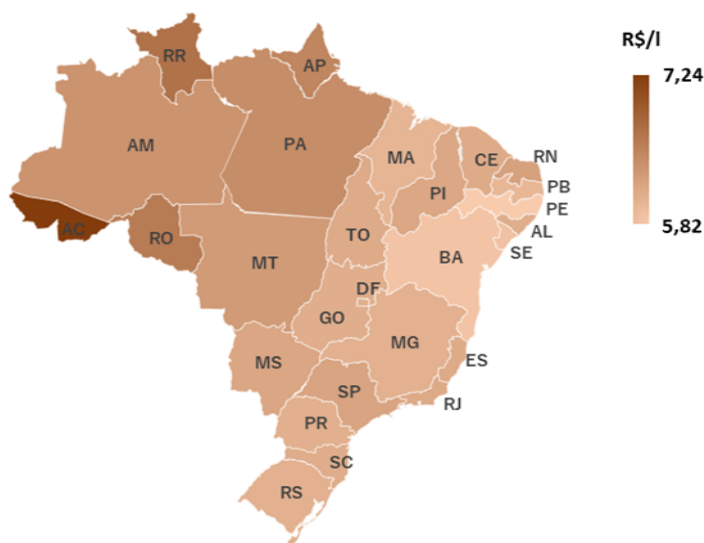 R$/l
7,24
5,82
RR
AP
AM
PA
MA
CE
RN
PB
PE
AL
SE
PI
AC
RO
TO
BA
MT
DF
GO
MG
ES
MS
SP
RJ
PR
SC
RS